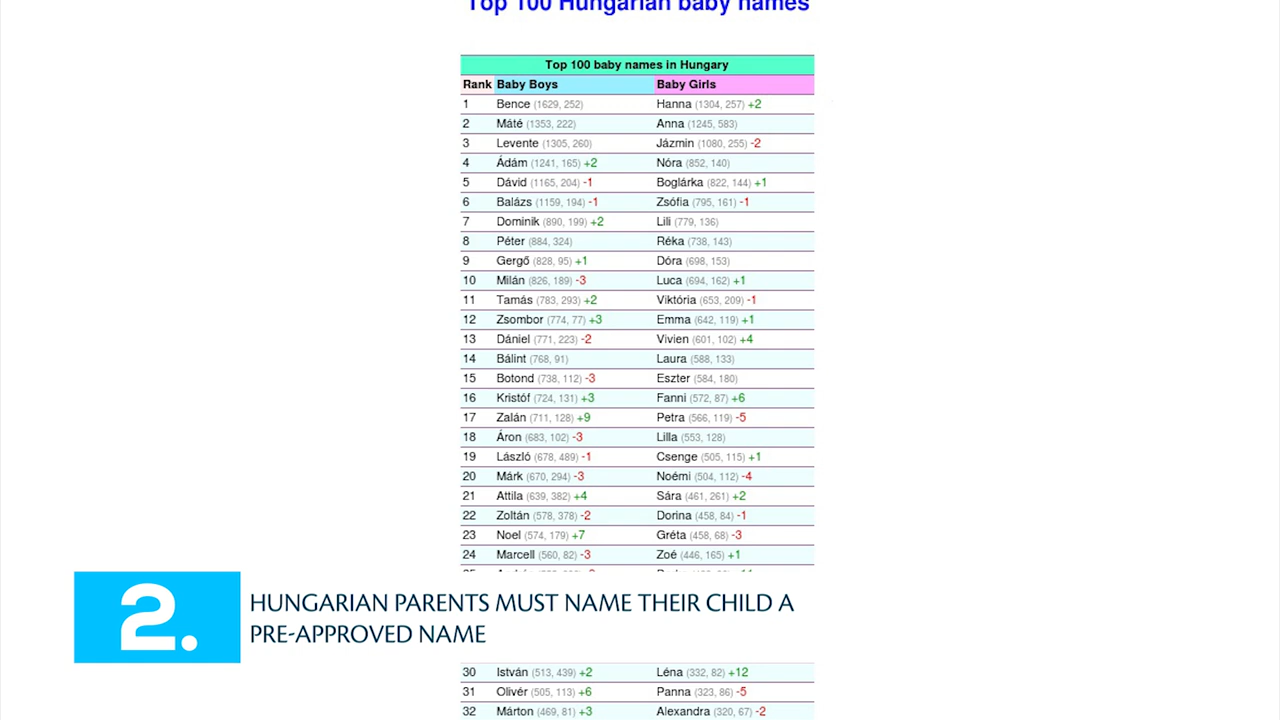 Top 100 Hungarian baby names
Top 100 baby names in Hungary
Rank Baby Boys Baby Girls
1 Bence (1629, 252) Hanna (1304, 257) +2
2 Máté (1353, 222) Anna (1245, 583)
3 Levente (1305, 260) Jázmin (1080, 255) -2
4 Ádám (1241, 165) +2 Nóra (852, 140)
5 Dávid (1165, 204) -1 Boglárka (822, 144) +1
6 Balázs (1159, 194) -1 Zsófia (795, 161) -1
7 Dominik (890, 199) +2 Lili (779, 136)
8 Péter (884, 324) Réka (738, 143)
9 Gergő (828, 95) +1 Dóra (698, 153)
10 Milán (826, 189) -3 Luca (694, 162) +1
11 Tamás (783, 293) +2 Viktória (653, 209) -1
12 Zsombor (774, 77) +3 Emma (642, 119) +1
13 Dániel (771, 223) -2 Vivien (601, 102) +4
14 Bálint (768, 91) Laura (588, 133)
15 Botond (738, 112) -3 Eszter (584, 180)
16 Kristóf (724, 131) +3 Fanni (572, 87) +6
17 Zalán (711, 128) +9 Petra (566, 119) -5
18 Áron (683, 102) -3 Lilla (553, 128)
19 László (678, 489) -1 Csenge (505, 115) +1
20 Márk (670, 294) -3 Noémi (504, 112) -4
21 Attila (639, 382) +4 Sára (461, 261) +2
22 Zoltán (578, 378) -2 Dorina (458, 84) -1
23 Noel (574, 179) +7 Gréta (458, 68) -3
24 Marcell (560, 82) -3 Zoé (446, 165) +1
2. HUNGARIAN PARENTS MUST NAME THEIR CHILD A
PRE-APPROVED NAME
30 István (513, 439) +2 Léna (332, 82) +12
31 Olivér (505, 113) +6 Panna (323, 86) -5
32 Márton (469, 81) +3 Alexandra (320, 67) -2